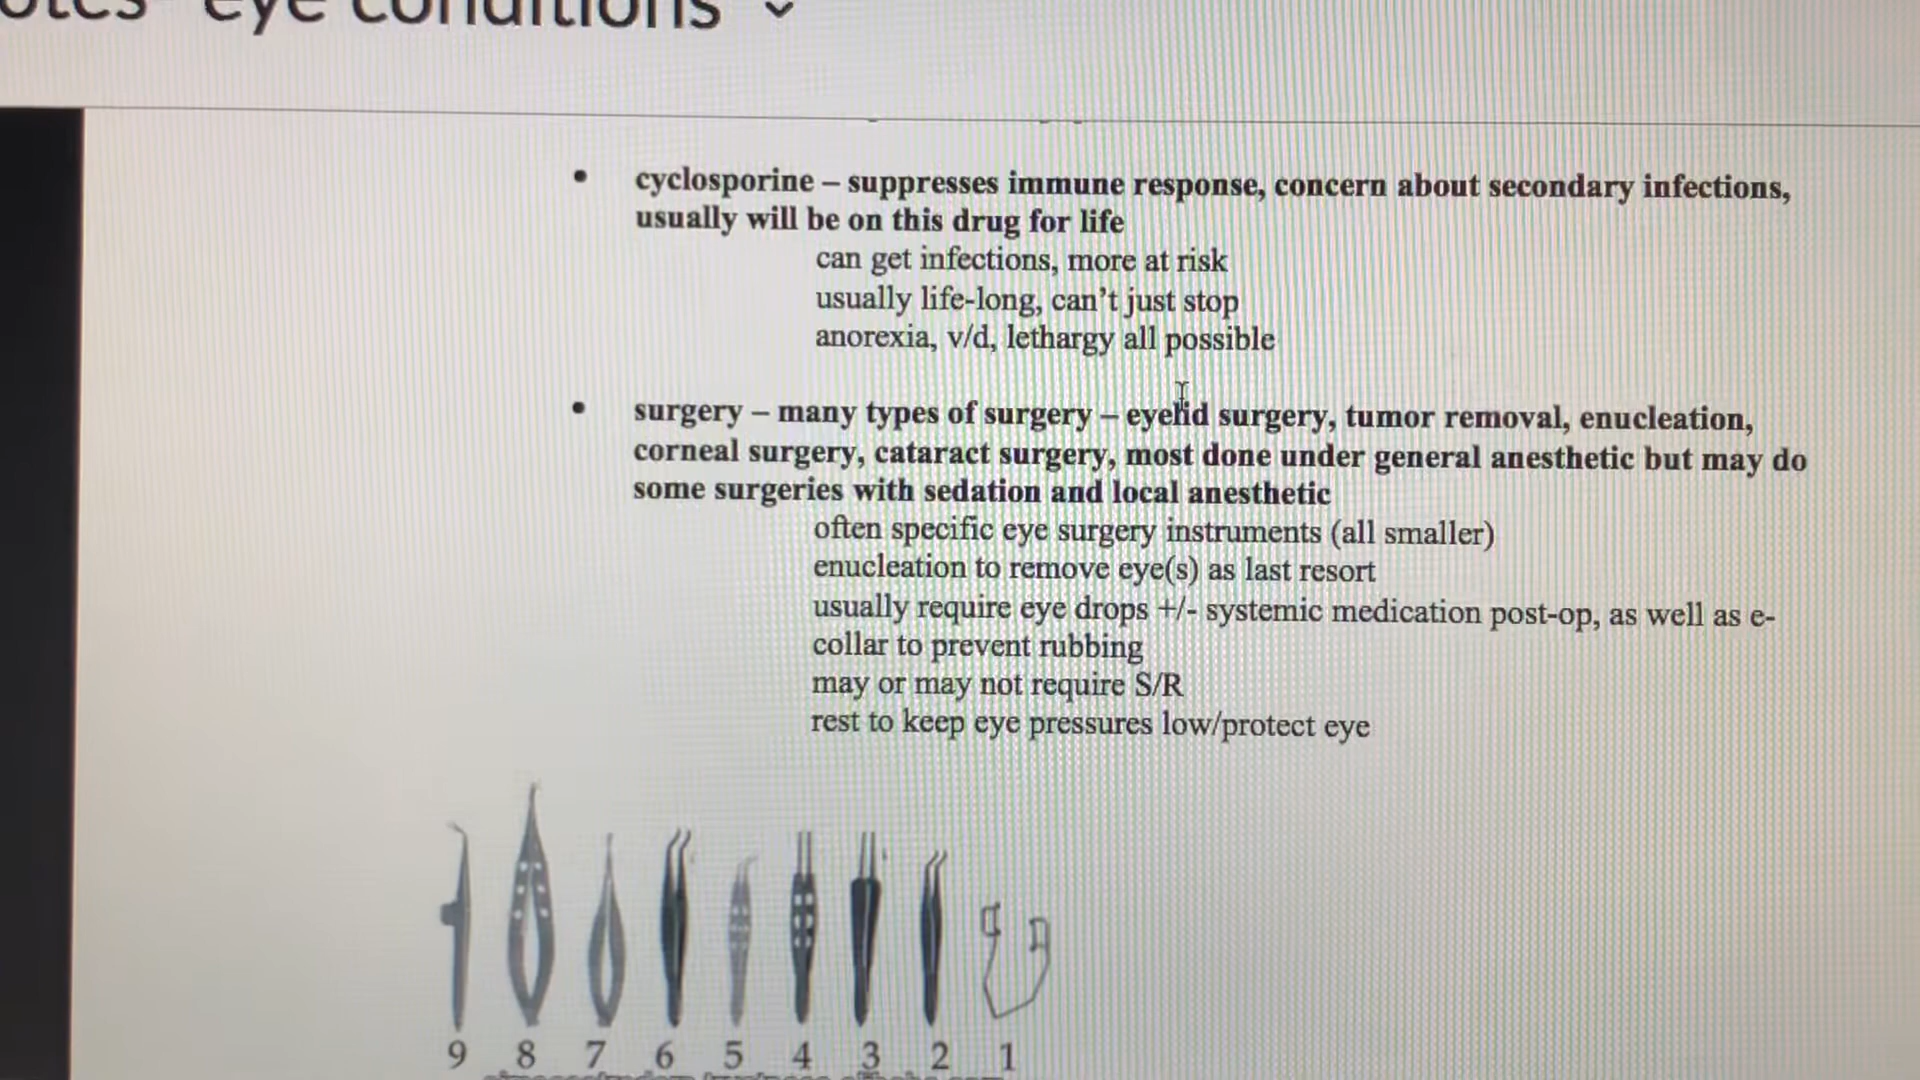 eye conditions
• cyclosporine – suppresses immune response, concern about secondary infections,
usually will be on this drug for life
can get infections, more at risk
usually life-long, can’t just stop
anorexia, v/d, lethargy all possible
• surgery – many types of surgery – eyelid surgery, tumor removal, enucleation,
corneal surgery, cataract surgery, most done under general anesthetic but may do
some surgeries with sedation and local anesthetic
often specific eye surgery instruments (all smaller)
enucleation to remove eye(s) as last resort
usually require eye drops +/- systemic medication post-op, as well as e-
collar to prevent rubbing
may or may not require S/R
rest to keep eye pressures low/protect eye
9 8 7 6 5 4 3 2 1